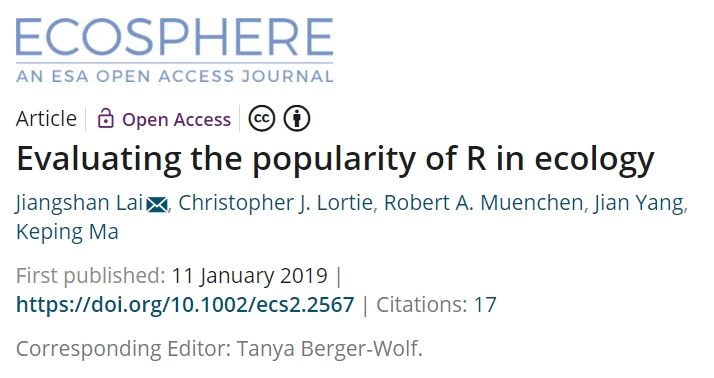 ECOSPHERE
AN ESA OPEN ACCESS JOURNAL
Article Open Access cc
Evaluating the popularity of R in ecology
Jiangshan Lai, Christopher J. Lortie, Robert A. Muenchen, Jian Yang,
Keping Ma
First published: 11 January 2019 |
https://doi.org/10.1002/ecs2.2567 | Citations: 17
Corresponding Editor: Tanya Berger-Wolf.